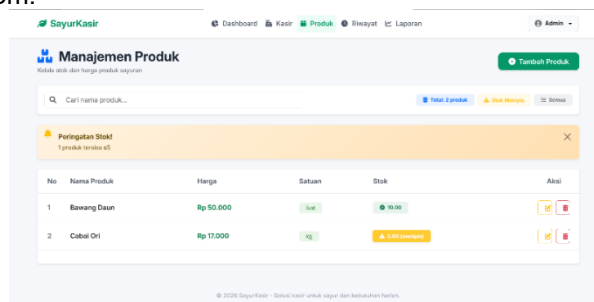 SayurKasir
Dashboard Kasir Produk Riwayat Laporan
Admin
Manajemen Produk
Kelola stok dan harga produk sayuran
Tambah Produk
Cari nama produk...
Total: 2 produk
Stok Menipis
Semua
Peringatan Stok!
1 produk tersisa ≤5
No Nama Produk Harga Satuan Stok Aksi
1 Bawang Daun Rp 50.000 ikat 10.00
2 Cabai Ori Rp 17.000 kg (menipis)
© 2026 SayurKasir - Solusi kasir untuk sayur dan kebutuhan harian.